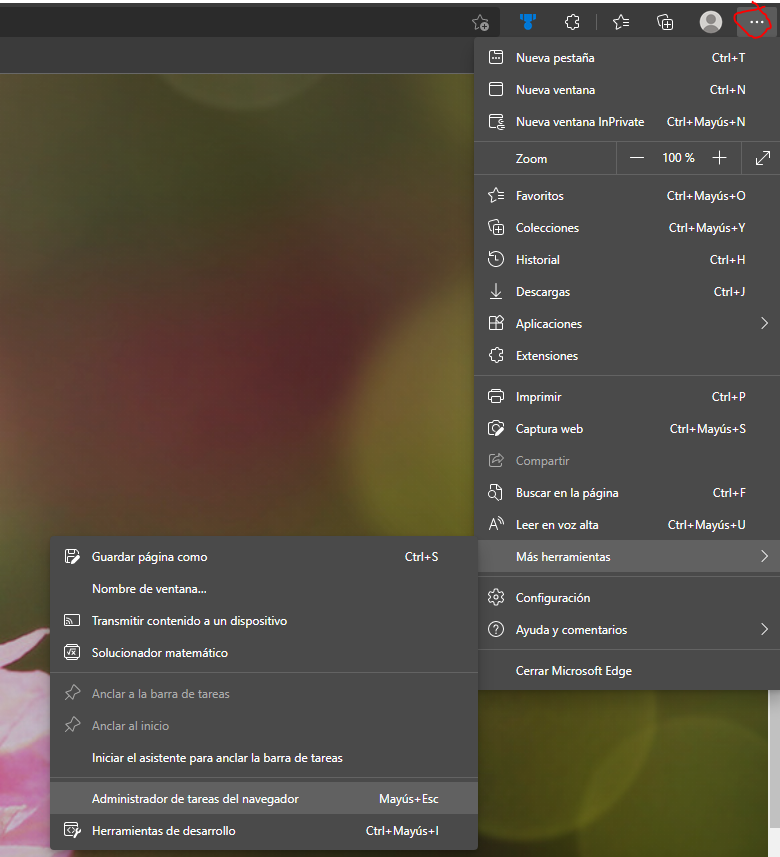 Nueva pestaña Ctrl+T
Nueva ventana Ctrl+N
Nueva ventana InPrivate Ctrl+Mayús+N
Zoom 100 %
Favoritos Ctrl+Mayús+O
Colecciones Ctrl+Mayús+Y
Historial Ctrl+H
Descargas Ctrl+J
Aplicaciones
Extensiones
Imprimir Ctrl+P
Captura web Ctrl+Mayús+S
Compartir
Buscar en la página Ctrl+F
Leer en voz alta Ctrl+Mayús+U
Más herramientas
Configuración
Ayuda y comentarios
Cerrar Microsoft Edge
Guardar página como Ctrl+S
Nombre de ventana...
Transmitir contenido a un dispositivo
Solucionador matemático
Anclar a la barra de tareas
Anclar al inicio
Iniciar el asistente para anclar la barra de tareas
Administrador de tareas del navegador Mayús+Esc
Herramientas de desarrollo Ctrl+Mayús+I